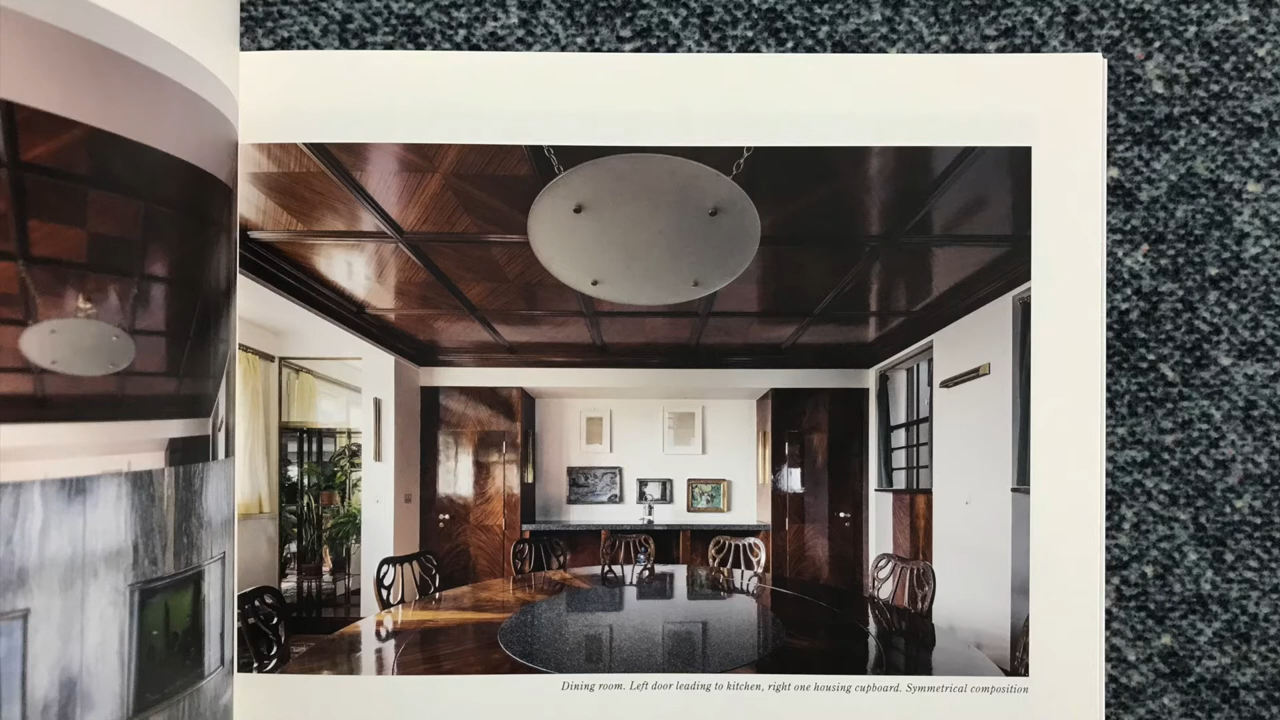 Dining room. Left door leading to kitchen, right one housing cupboard. Symmetrical composition